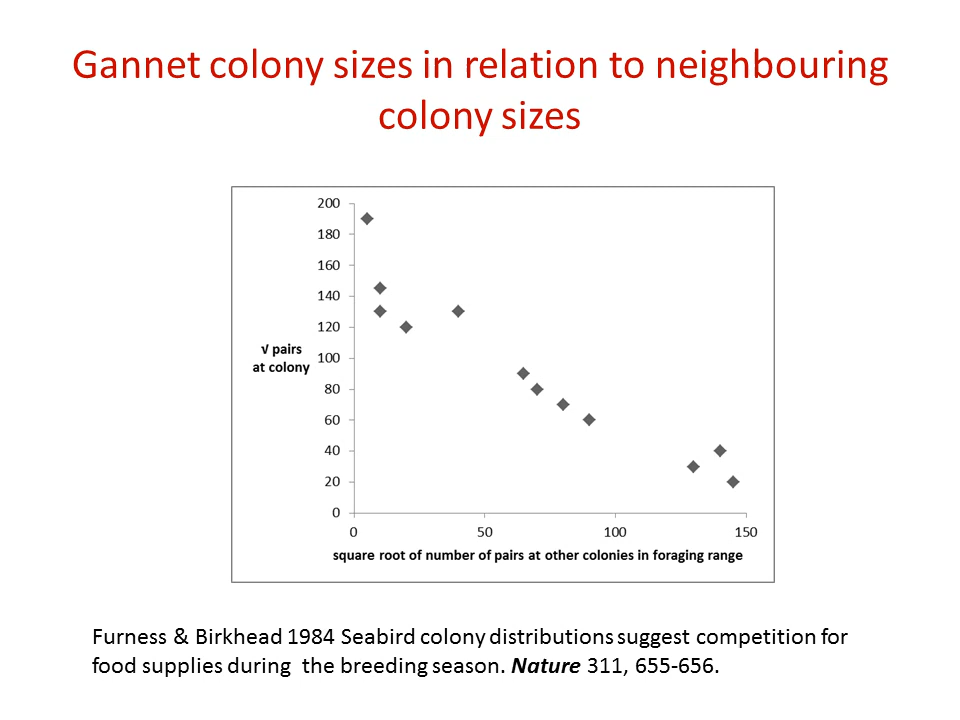 Gannet colony sizes in relation to neighbouring
colony sizes
200
180
160
140
120
√ pairs
at colony
100
80
60
40
20
0
0 50 100 150
square root of number of pairs at other colonies in foraging range
Furness & Birkhead 1984 Seabird colony distributions suggest competition for
food supplies during the breeding season. Nature 311, 655-656.